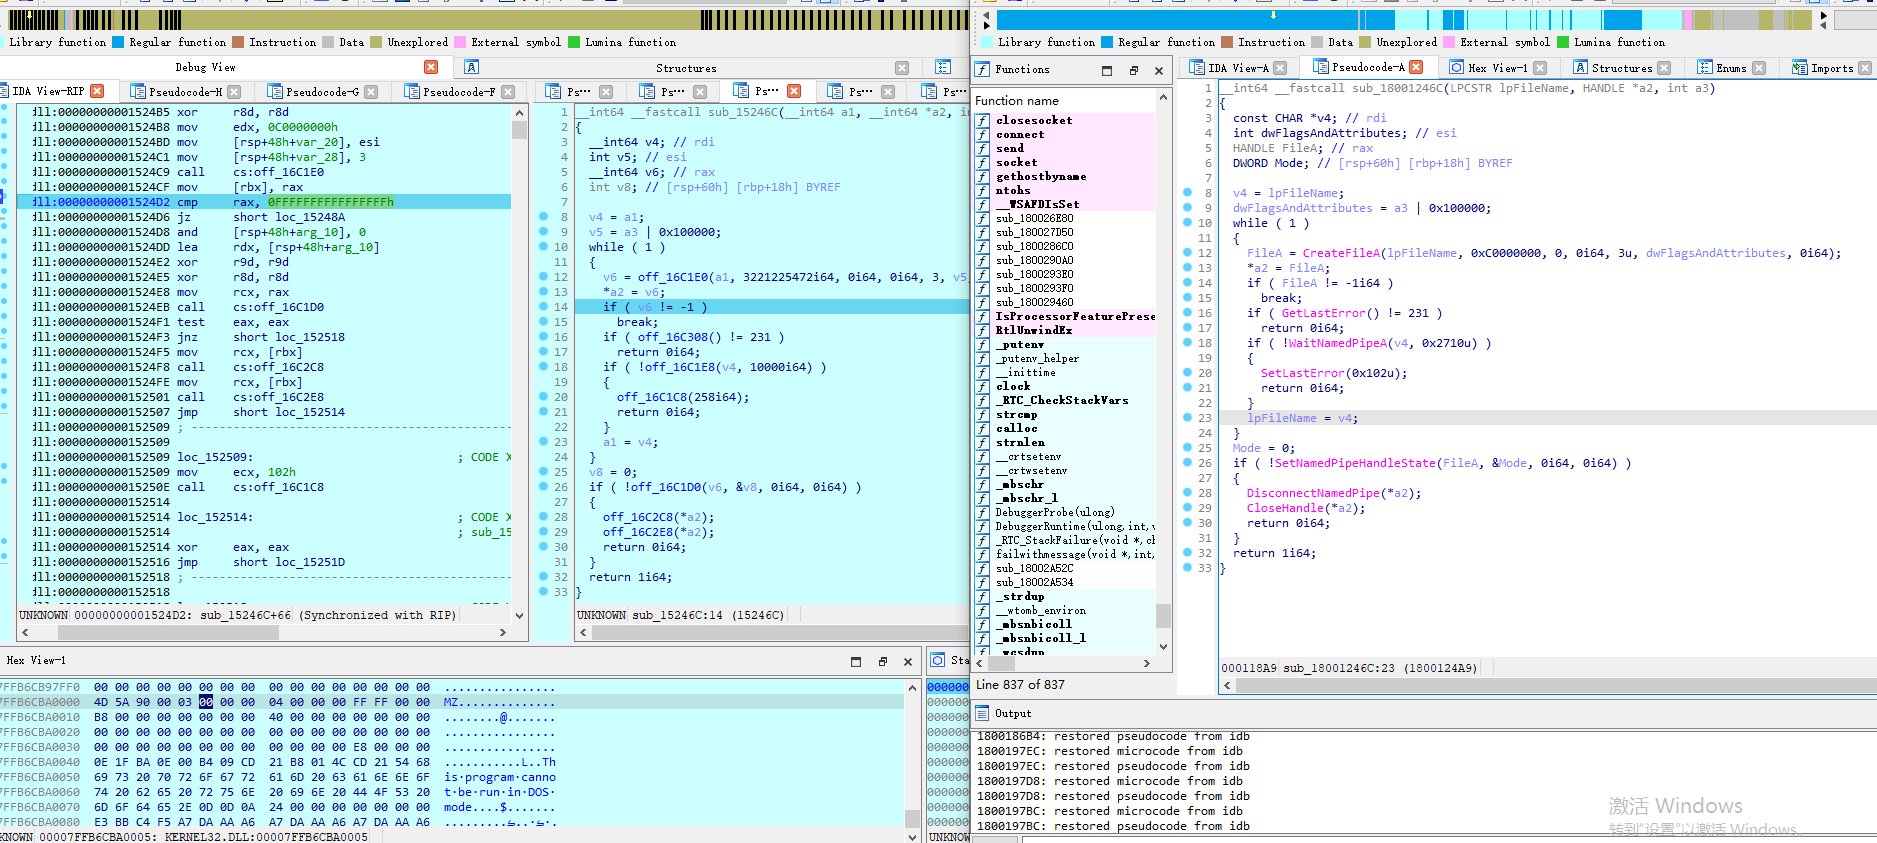 Library function Regular function Instruction Data Unexplored External symbol Lumina function
Debug View
Structures
IDA View-RIP Pseudocode-H Pseudocode-G Pseudocode-F
ill:00000000001524B5 xor r8d, r8d
ill:00000000001524B8 mov edx, 0C0000000h
ill:00000000001524BD mov [rsp+48h+var_20], esi
ill:00000000001524C1 mov [rsp+48h+var_28], 3
ill:00000000001524C9 call cs:off_16C1E0
ill:00000000001524CF mov [rbx], rax
ill:00000000001524D2 cmp rax, 0FFFFFFFFFFFFFFFFh
ill:00000000001524D6 jz short loc_15248A
ill:00000000001524D8 and [rsp+48h+arg_10], 0
ill:00000000001524DD lea rdx, [rsp+48h+arg_10]
ill:00000000001524E2 xor r9d, r9d
ill:00000000001524E5 xor r8d, r8d
ill:00000000001524E8 mov rcx, rax
ill:00000000001524EB call cs:off_16C1D0
ill:00000000001524F1 test eax, eax
ill:00000000001524F3 jnz short loc_152518
ill:00000000001524F5 mov rcx, [rbx]
ill:00000000001524F8 call cs:off_16C2C8
ill:00000000001524FE mov rcx, [rbx]
ill:0000000000152501 call cs:off_16C2E8
ill:0000000000152507 jmp short loc_152514
ill:0000000000152509 ; ---------------------------------------------
ill:0000000000152509
ill:0000000000152509 loc_152509: ; CODE X
ill:0000000000152509 mov ecx, 102h
ill:000000000015250E call cs:off_16C1C8
ill:0000000000152514
ill:0000000000152514 loc_152514: ; CODE X
ill:0000000000152514 ; sub_15
ill:0000000000152514 xor eax, eax
ill:0000000000152516 jmp short loc_15251D
ill:0000000000152518 ; ---------------------------------------------
ill:0000000000152518
UNKNOWN 00000000001524D2: sub_15246C+66 (Synchronized with RIP)
Ps··· Ps··· Ps··· Ps··· Ps···
1 __int64 __fastcall sub_15246C(__int64 a1, __int64 *a2, in
2 {
3 __int64 v4; // rdi
4 int v5; // esi
5 __int64 v6; // rax
6 int v8; // [rsp+60h] [rbp+18h] BYREF
7
8 v4 = a1;
9 v5 = a3 | 0x100000;
10 while ( 1 )
11 {
12 v6 = off_16C1E0(a1, 3221225472i64, 0i64, 0i64, 3, v5
13 *a2 = v6;
14 if ( v6 != -1 )
15 break;
16 if ( off_16C308() != 231 )
17 return 0i64;
18 if ( !off_16C1E8(v4, 10000i64) )
19 {
20 off_16C1C8(258i64);
21 return 0i64;
22 }
23 a1 = v4;
24 }
25 v8 = 0;
26 if ( !off_16C1D0(v6, &v8, 0i64, 0i64) )
27 {
28 off_16C2C8(*a2);
29 off_16C2E8(*a2);
30 return 0i64;
31 }
32 return 1i64;
33 }
UNKNOWN sub_15246C:14 (15246C)
Hex View-1
7FFB6CB97FF0 00 00 00 00 00 00 00 00 00 00 00 00 00 00 00 00 ................
7FFB6CBA0000 4D 5A 90 00 03 00 00 00 04 00 00 00 FF FF 00 00 MZ..............
7FFB6CBA0010 B8 00 00 00 00 00 00 00 40 00 00 00 00 00 00 00 ........@.......
7FFB6CBA0020 00 00 00 00 00 00 00 00 00 00 00 00 00 00 00 00 ................
7FFB6CBA0030 00 00 00 00 00 00 00 00 00 00 00 00 E8 00 00 00 ................
7FFB6CBA0040 0E 1F BA 0E 00 B4 09 CD 21 B8 01 4C CD 21 54 68 ...........L..Th
7FFB6CBA0050 69 73 20 70 72 6F 67 72 61 6D 20 63 61 6E 6E 6F is·program·canno
7FFB6CBA0060 74 20 62 65 20 72 75 6E 20 69 6E 20 44 4F 53 20 t·be·run·in·DOS·
7FFB6CBA0070 6D 6F 64 65 2E 0D 0D 0A 24 00 00 00 00 00 00 00 mode....$.......
7FFB6CBA0080 E3 BB C4 F5 A7 DA AA A6 A7 DA AA A6 A7 DA AA A6
KNOWN 00007FFB6CBA0005: KERNEL32.DLL:00007FFB6CBA0005
Sta
UNKNOW
Library function Regular function Instruction Data Unexplored External symbol Lumina function
Functions
Function name
closesocket
connect
send
socket
gethostbyname
ntohs
__WSAFDIsSet
sub_180026E80
sub_180027D50
sub_1800286C0
sub_1800290A0
sub_1800293E0
sub_1800293F0
sub_180029460
IsProcessorFeaturePrese
RtlUnwindEx
_putenv
_putenv_helper
__inittime
clock
_RTC_CheckStackVars
strcmp
calloc
strnlen
__crtsetenv
__crtwsetenv
_mbschr
_mbschr_l
DebuggerProbe(ulong)
DebuggerRuntime(ulong,int,v
_RTC_StackFailure(void *,ch
failwithmessage(void *,int,
sub_18002A52C
sub_18002A534
_strdup
__wtomb_environ
_mbsnbicoll
_mbsnbicoll_l
_wcsdup
Line 837 of 837
IDA View-A Pseudocode-A Hex View-1 Structures Enums Imports
1 __int64 __fastcall sub_18001246C(LPCSTR lpFileName, HANDLE *a2, int a3)
2 {
3 const CHAR *v4; // rdi
4 int dwFlagsAndAttributes; // esi
5 HANDLE FileA; // rax
6 DWORD Mode; // [rsp+60h] [rbp+18h] BYREF
7
8 v4 = lpFileName;
9 dwFlagsAndAttributes = a3 | 0x100000;
10 while ( 1 )
11 {
12 FileA = CreateFileA(lpFileName, 0xC0000000, 0, 0i64, 3u, dwFlagsAndAttributes, 0i64);
13 *a2 = FileA;
14 if ( FileA != -1i64 )
15 break;
16 if ( GetLastError() != 231 )
17 return 0i64;
18 if ( !WaitNamedPipeA(v4, 0x2710u) )
19 {
20 SetLastError(0x102u);
21 return 0i64;
22 }
23 lpFileName = v4;
24 }
25 Mode = 0;
26 if ( !SetNamedPipeHandleState(FileA, &Mode, 0i64, 0i64) )
27 {
28 DisconnectNamedPipe(*a2);
29 CloseHandle(*a2);
30 return 0i64;
31 }
32 return 1i64;
33 }
000118A9 sub_18001246C:23 (1800124A9)
Output
1800186B4: restored pseudocode from idb
1800197EC: restored microcode from idb
1800197EC: restored pseudocode from idb
1800197D8: restored microcode from idb
1800197D8: restored pseudocode from idb
1800197BC: restored microcode from idb
1800197BC: restored pseudocode from idb
激活 Windows
转到"设置"以激活 Windows。